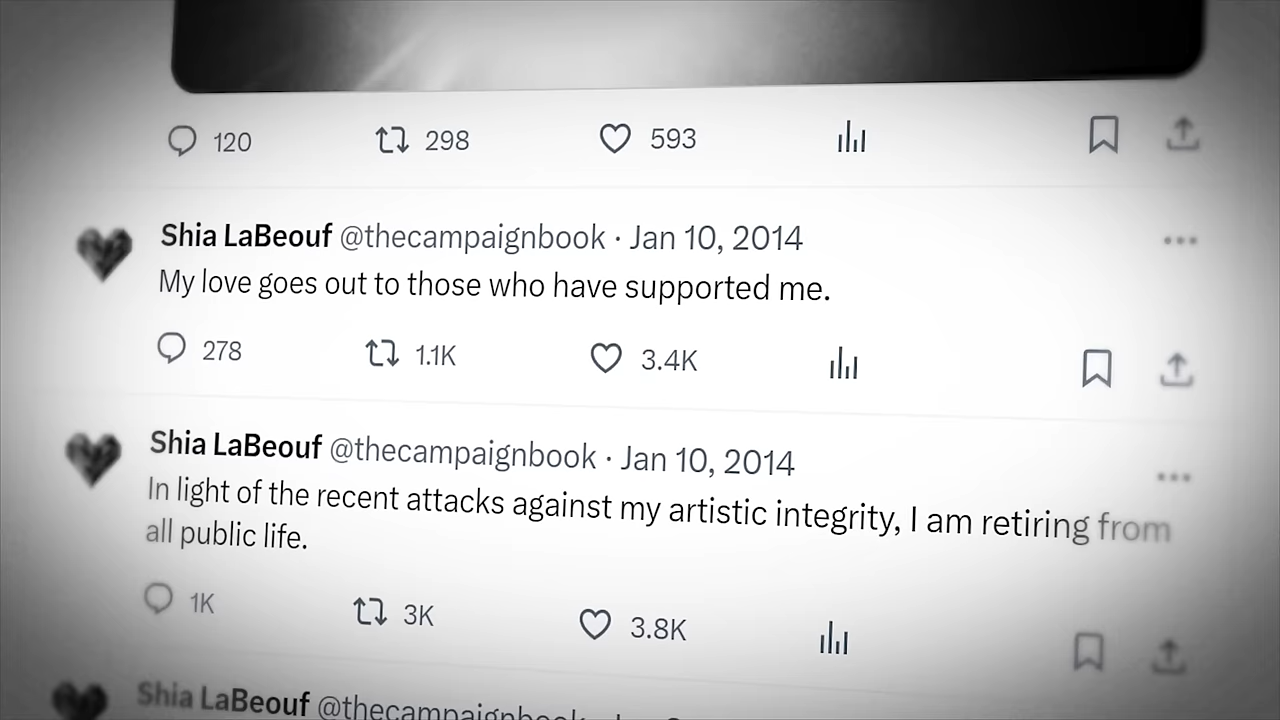 120 298 593
Shia LaBeouf @thecampaignbook · Jan 10, 2014
My love goes out to those who have supported me.
278 1.1K 3.4K
Shia LaBeouf @thecampaignbook · Jan 10, 2014
In light of the recent attacks against my artistic integrity, I am retiring from
all public life.
1K 3K 3.8K
Shia LaBeouf @thecampaignbook